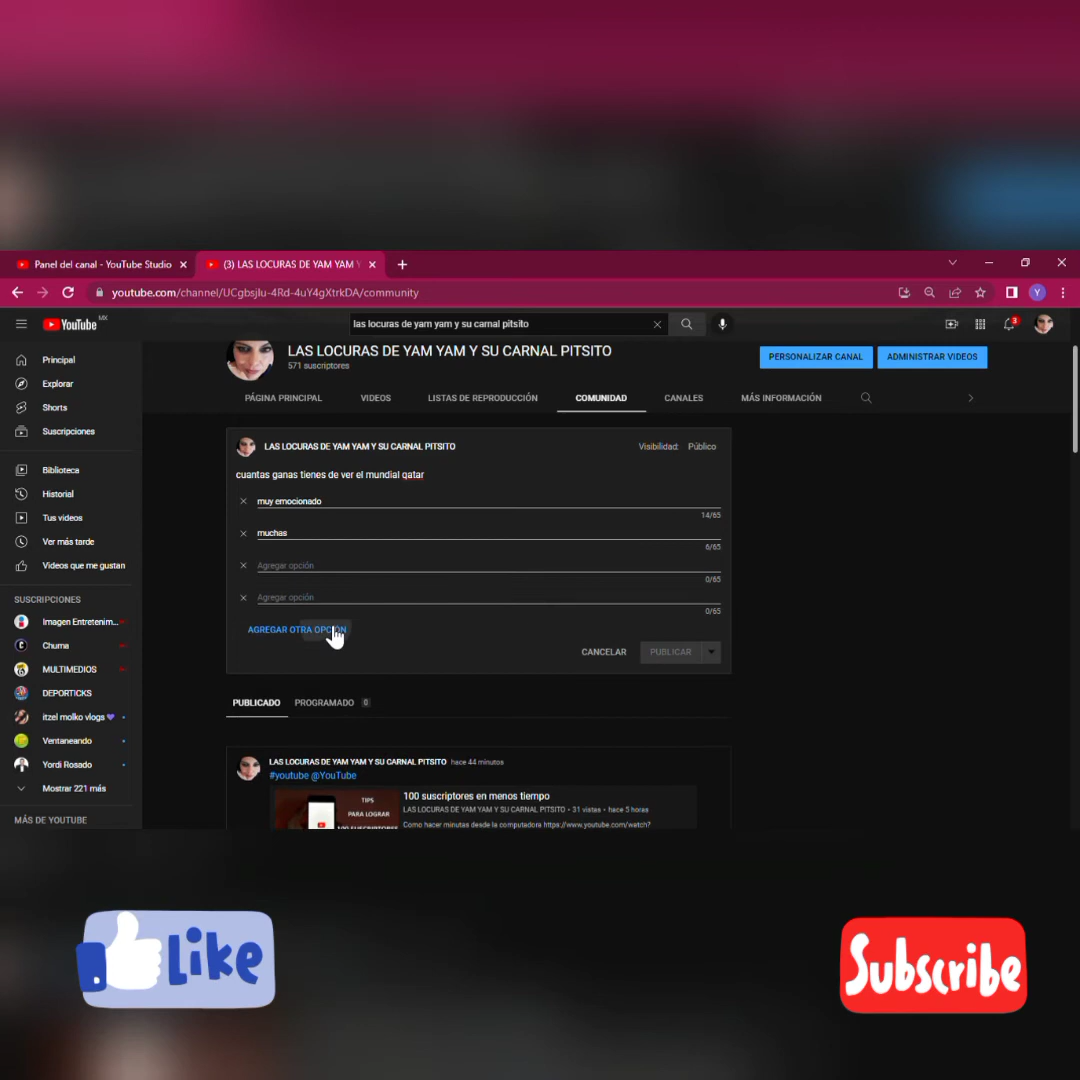 Panel del canal - YouTube Studio
(3) LAS LOCURAS DE YAM YAM Y
youtube.com/channel/UCgbsjlu-4Rd-4uY4gXtrkDA/community
Y
YouTube MX
las locuras de yam yam y su carnal pitsito
3
Principal
Explorar
Shorts
Suscripciones
Biblioteca
Historial
Tus videos
Ver más tarde
Videos que me gustan
SUSCRIPCIONES
Imagen Entretenim...
Chuma
MULTIMEDIOS
DEPORTICKS
itzel molko vlogs
Ventaneando
Yordi Rosado
Mostrar 221 más
MÁS DE YOUTUBE
LAS LOCURAS DE YAM YAM Y SU CARNAL PITSITO
571 suscriptores
PERSONALIZAR CANAL
ADMINISTRAR VIDEOS
PÁGINA PRINCIPAL
VIDEOS
LISTAS DE REPRODUCCIÓN
COMUNIDAD
CANALES
MÁS INFORMACIÓN
LAS LOCURAS DE YAM YAM Y SU CARNAL PITSITO
Visibilidad: Público
cuantas ganas tienes de ver el mundial qatar
muy emocionado
14/65
muchas
6/65
Agregar opción
0/65
Agregar opción
0/65
AGREGAR OTRA OPCIÓN
CANCELAR
PUBLICAR
PUBLICADO
PROGRAMADO 0
LAS LOCURAS DE YAM YAM Y SU CARNAL PITSITO hace 44 minutos
#youtube @YouTube
TIPS
PARA LOGRAR
100 SUSCRIPTORES
100 suscriptores en menos tiempo
LAS LOCURAS DE YAM YAM Y SU CARNAL PITSITO • 31 vistas • hace 5 horas
Como hacer minutos desde la computadora https://www.youtube.com/watch?
Like
Subscribe